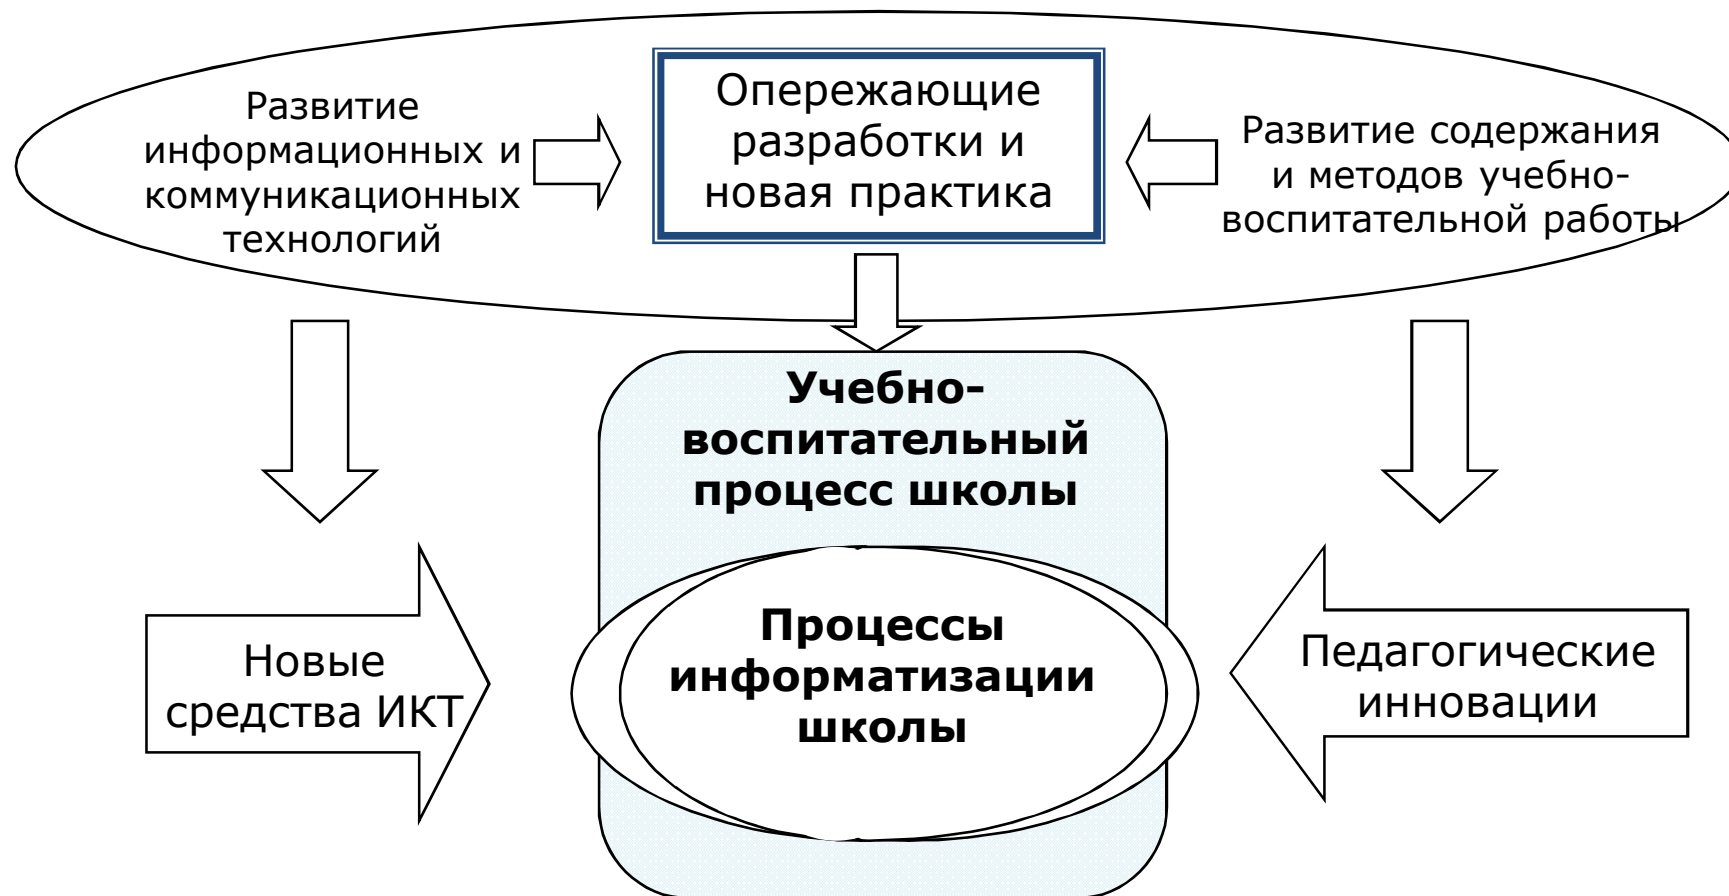 Развитие
информационных и
коммуникационных
технологий
Опережающие
разработки и
новая практика
Развитие содержания
и методов учебно-
воспитательной работы
Учебно-
воспитательный
процесс школы
Новые
средства ИКТ
Процессы
информатизации
школы
Педагогические
инновации